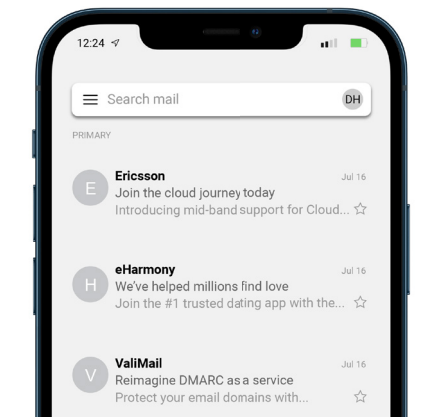 12:24
Search mail
DH
PRIMARY
E
Ericsson
Jul 16
Join the cloud journey today
Introducing mid-band support for Cloud...
H
eHarmony
Jul 16
We've helped millions find love
Join the #1 trusted dating app with the...
V
ValiMail
Jul 16
Reimagine DMARC as a service
Protect your email domains with...